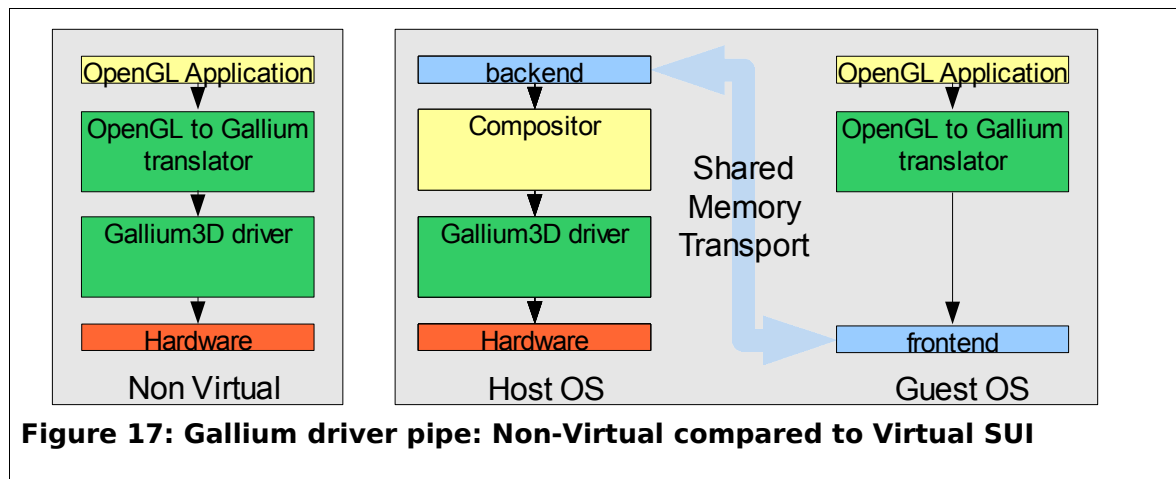 OpenGL Application
OpenGL to Gallium
translator
Gallium3D driver
Hardware
Non Virtual
backend
Compositor
Gallium3D driver
Hardware
Host OS
Shared
Memory
Transport
OpenGL Application
OpenGL to Gallium
translator
frontend
Guest OS
Figure 17: Gallium driver pipe: Non-Virtual compared to Virtual SUI